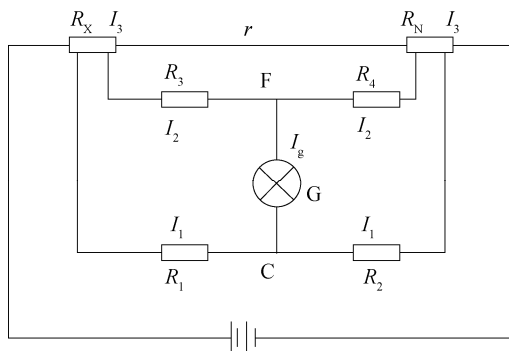 R_X I_3 r R_N I_3
R_3 F R_4
I_2 I_2
I_g
G
I_1 I_1
R_1 C R_2